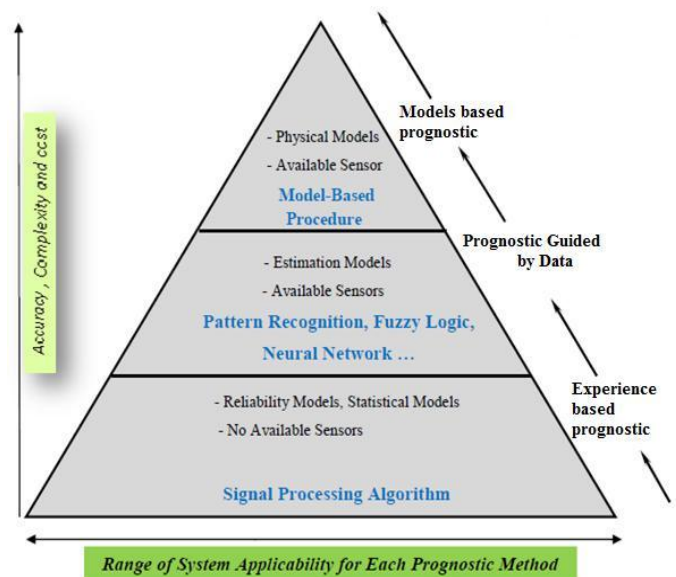 Accuracy , Complexity and ccst
- Physical Models
- Available Sensor
Model-Based
Procedure
- Estimation Models
- Available Sensors
Pattern Recognition, Fuzzy Logic,
Neural Network ...
- Reliability Models, Statistical Models
- No Available Sensors
Signal Processing Algorithm
Models based
prognostic
Prognostic Guided
by Data
Experience
based
prognostic
Range of System Applicability for Each Prognostic Method